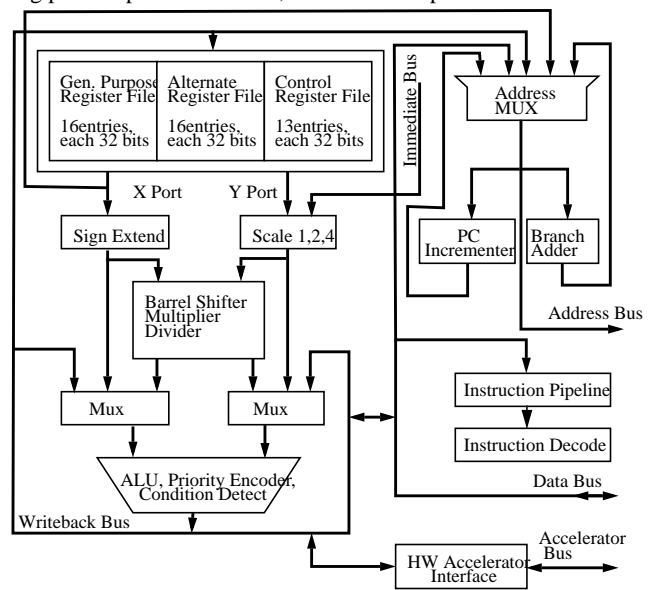 Gen. Purpose
Register File
16entries,
each 32 bits
Alternate
Register File
16entries,
each 32 bits
Control
Register File
13entries,
each 32 bits
Immediate Bus
Address
MUX
X Port
Y Port
Sign Extend
Scale 1,2,4
PC
Incrementer
Branch
Adder
Barrel Shifter
Multiplier
Divider
Address Bus
Mux
Mux
Instruction Pipeline
Instruction Decode
ALU, Priority Encoder,
Condition Detect
Data Bus
Writeback Bus
Accelerator
Bus
HW Accelerator
Interface